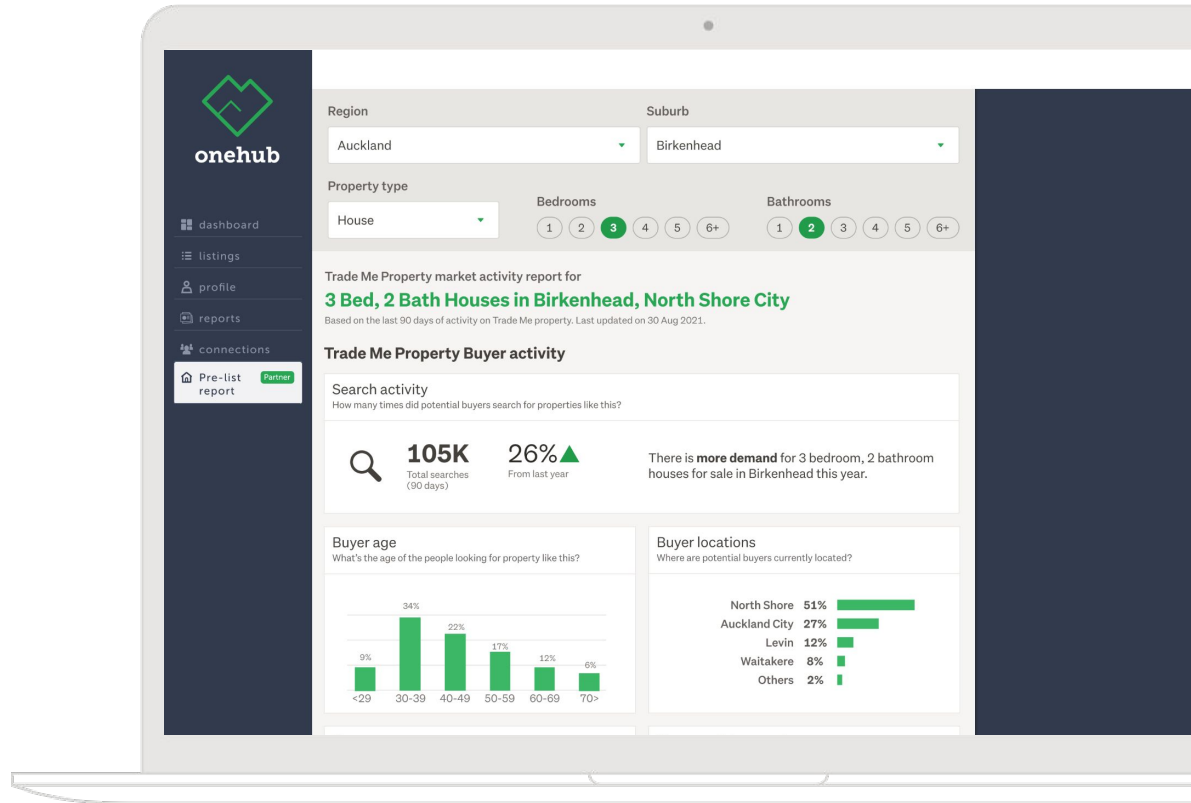 onehub
dashboard
listings
profile
reports
connections
Pre-list report
Partner
Region
Suburb
Auckland
Birkenhead
Property type
Bedrooms
Bathrooms
House
1 2 3 4 5 6+
1 2 3 4 5 6+
Trade Me Property market activity report for
3 Bed, 2 Bath Houses in Birkenhead, North Shore City
Based on the last 90 days of activity on Trade Me property. Last updated on 30 Aug 2021.
Trade Me Property Buyer activity
Search activity
How many times did potential buyers search for properties like this?
105K
Total searches
(90 days)
26%
From last year
There is more demand for 3 bedroom, 2 bathroom
houses for sale in Birkenhead this year.
Buyer age
What's the age of the people looking for property like this?
9% 34% 22% 17% 12% 6%
<29 30-39 40-49 50-59 60-69 70>
Buyer locations
Where are potential buyers currently located?
North Shore 51%
Auckland City 27%
Levin 12%
Waitakere 8%
Others 2%